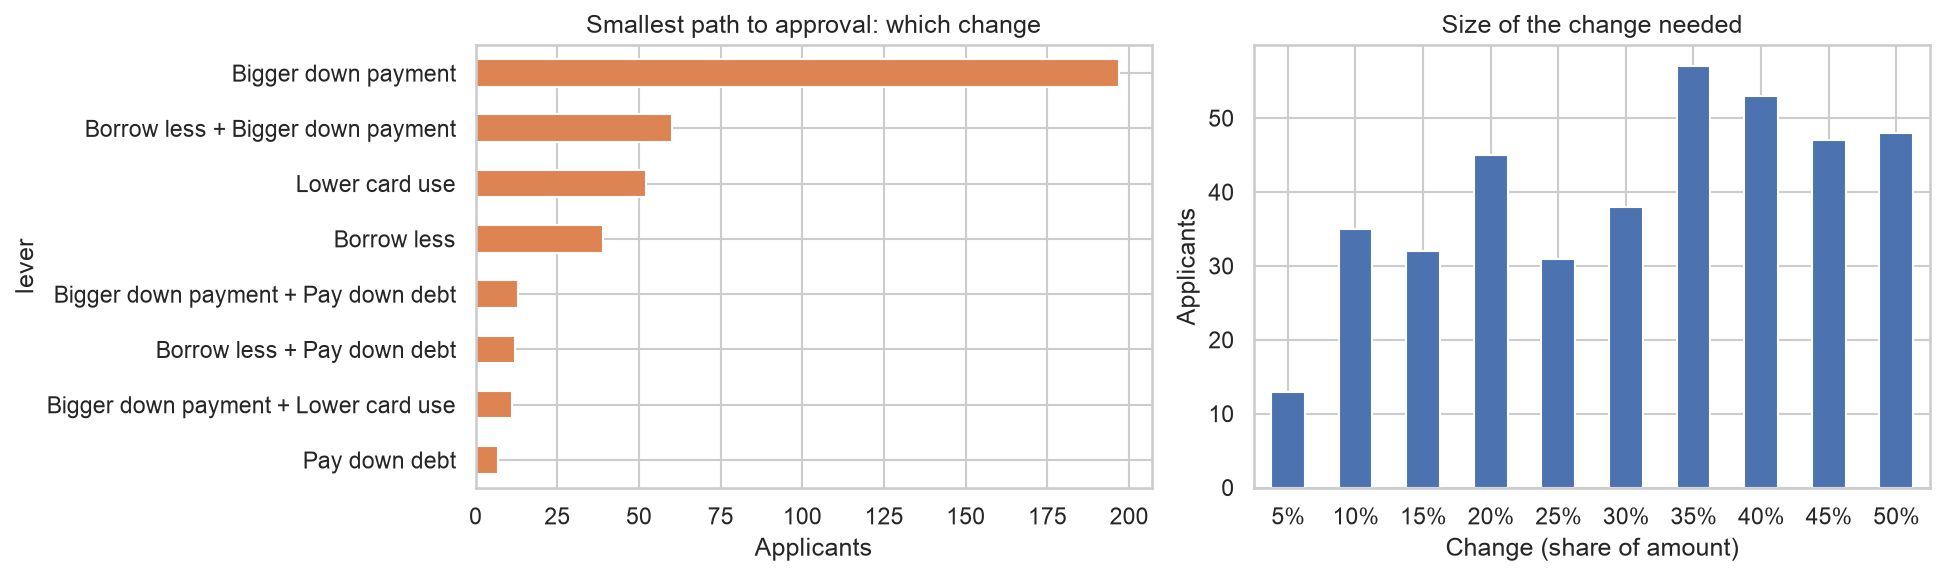 Smallest path to approval: which change
lever
Bigger down payment
Borrow less + Bigger down payment
Lower card use
Borrow less
Bigger down payment + Pay down debt
Borrow less + Pay down debt
Bigger down payment + Lower card use
Pay down debt
0 25 50 75 100 125 150 175 200
Applicants
Size of the change needed
Applicants
50
40
30
20
10
0
5% 10% 15% 20% 25% 30% 35% 40% 45% 50%
Change (share of amount)